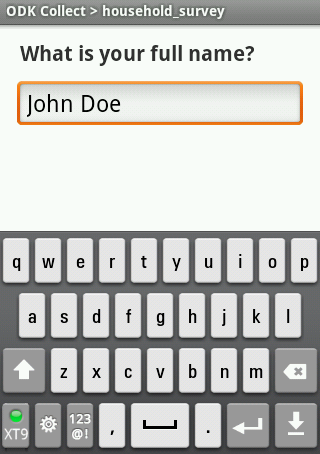 ODK Collect > household_survey
What is your full name?
John Doe
q w e r t y u i o p
a s d f g h j k l
z x c v b n m
XT9 123 @! , .